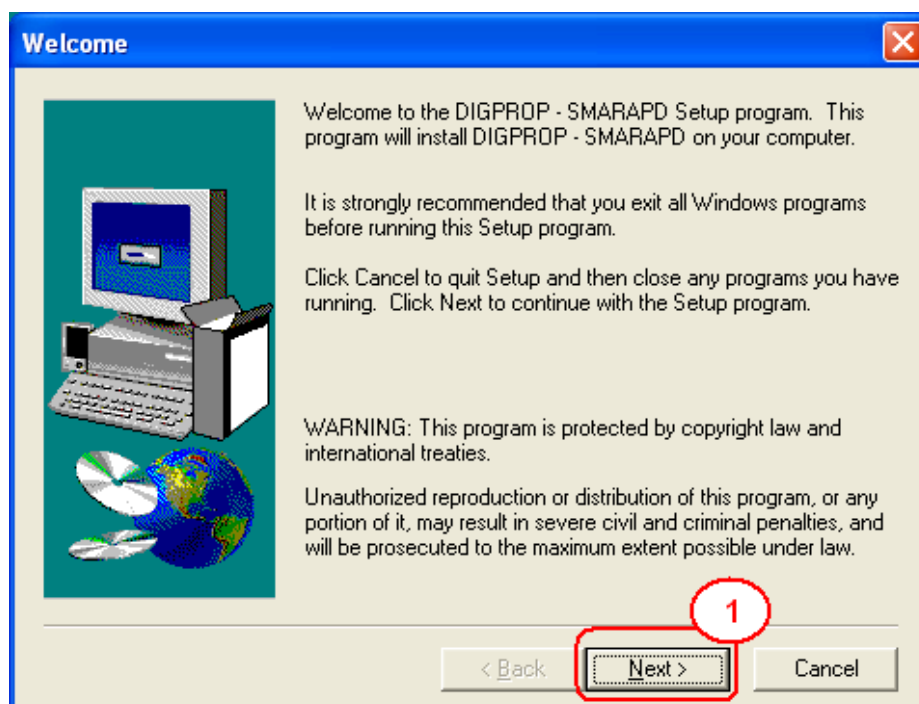 Welcome
Welcome to the DIGPROP - SMARAPD Setup program. This
program will install DIGPROP - SMARAPD on your computer.
It is strongly recommended that you exit all Windows programs
before running this Setup program.
Click Cancel to quit Setup and then close any programs you have
running. Click Next to continue with the Setup program.
WARNING: This program is protected by copyright law and
international treaties.
Unauthorized reproduction or distribution of this program, or any
portion of it, may result in severe civil and criminal penalties, and
will be prosecuted to the maximum extent possible under law.
1
< Back Next > Cancel